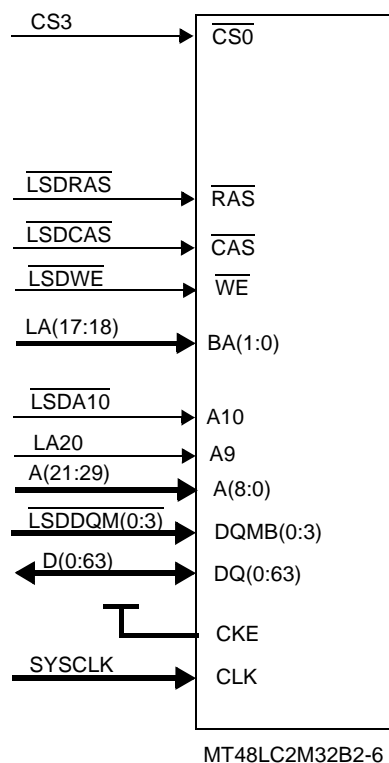 CS3 CS0
LSDRAS RAS
LSDCAS CAS
LSDWE WE
LA(17:18) BA(1:0)
LSDA10 A10
LA20 A9
A(21:29) A(8:0)
LSDDQM(0:3) DQMB(0:3)
D(0:63) DQ(0:63)
CKE
SYSCLK CLK
MT48LC2M32B2-6